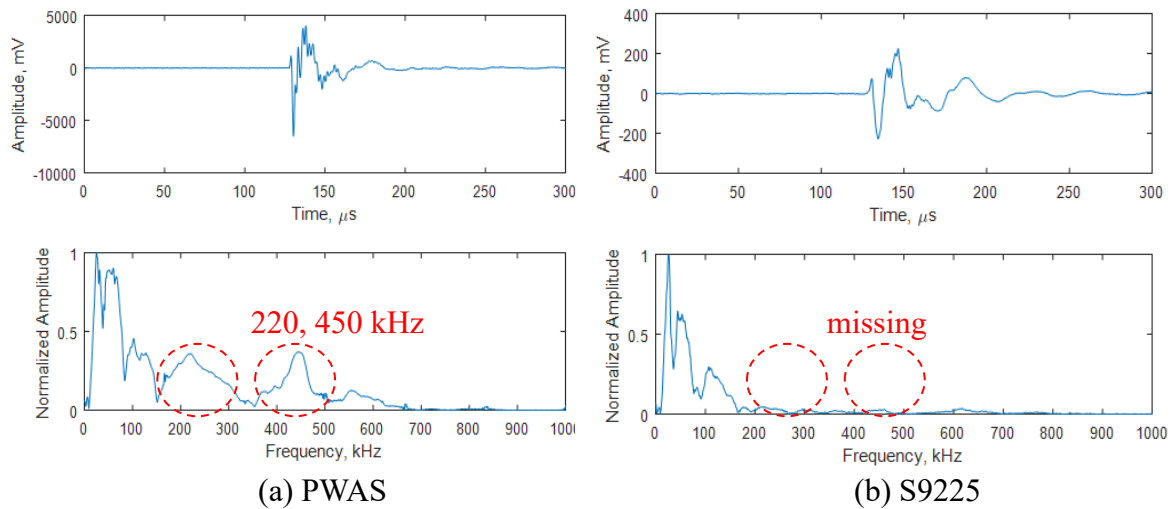 5000
0
-5000
-10000
Amplitude, mV
0 50 100 150 200 250 300
Time, μs
400
200
0
-200
-400
Amplitude, mV
0 50 100 150 200 250 300
Time, μs
1
0.5
0
Normalized Amplitude
220, 450 kHz
0 100 200 300 400 500 600 700 800 900 100
Frequency, kHz
(a) PWAS
1
0.5
0
Normalized Amplitude
missing
0 100 200 300 400 500 600 700 800 900 1000
Frequency, kHz
(b) S9225